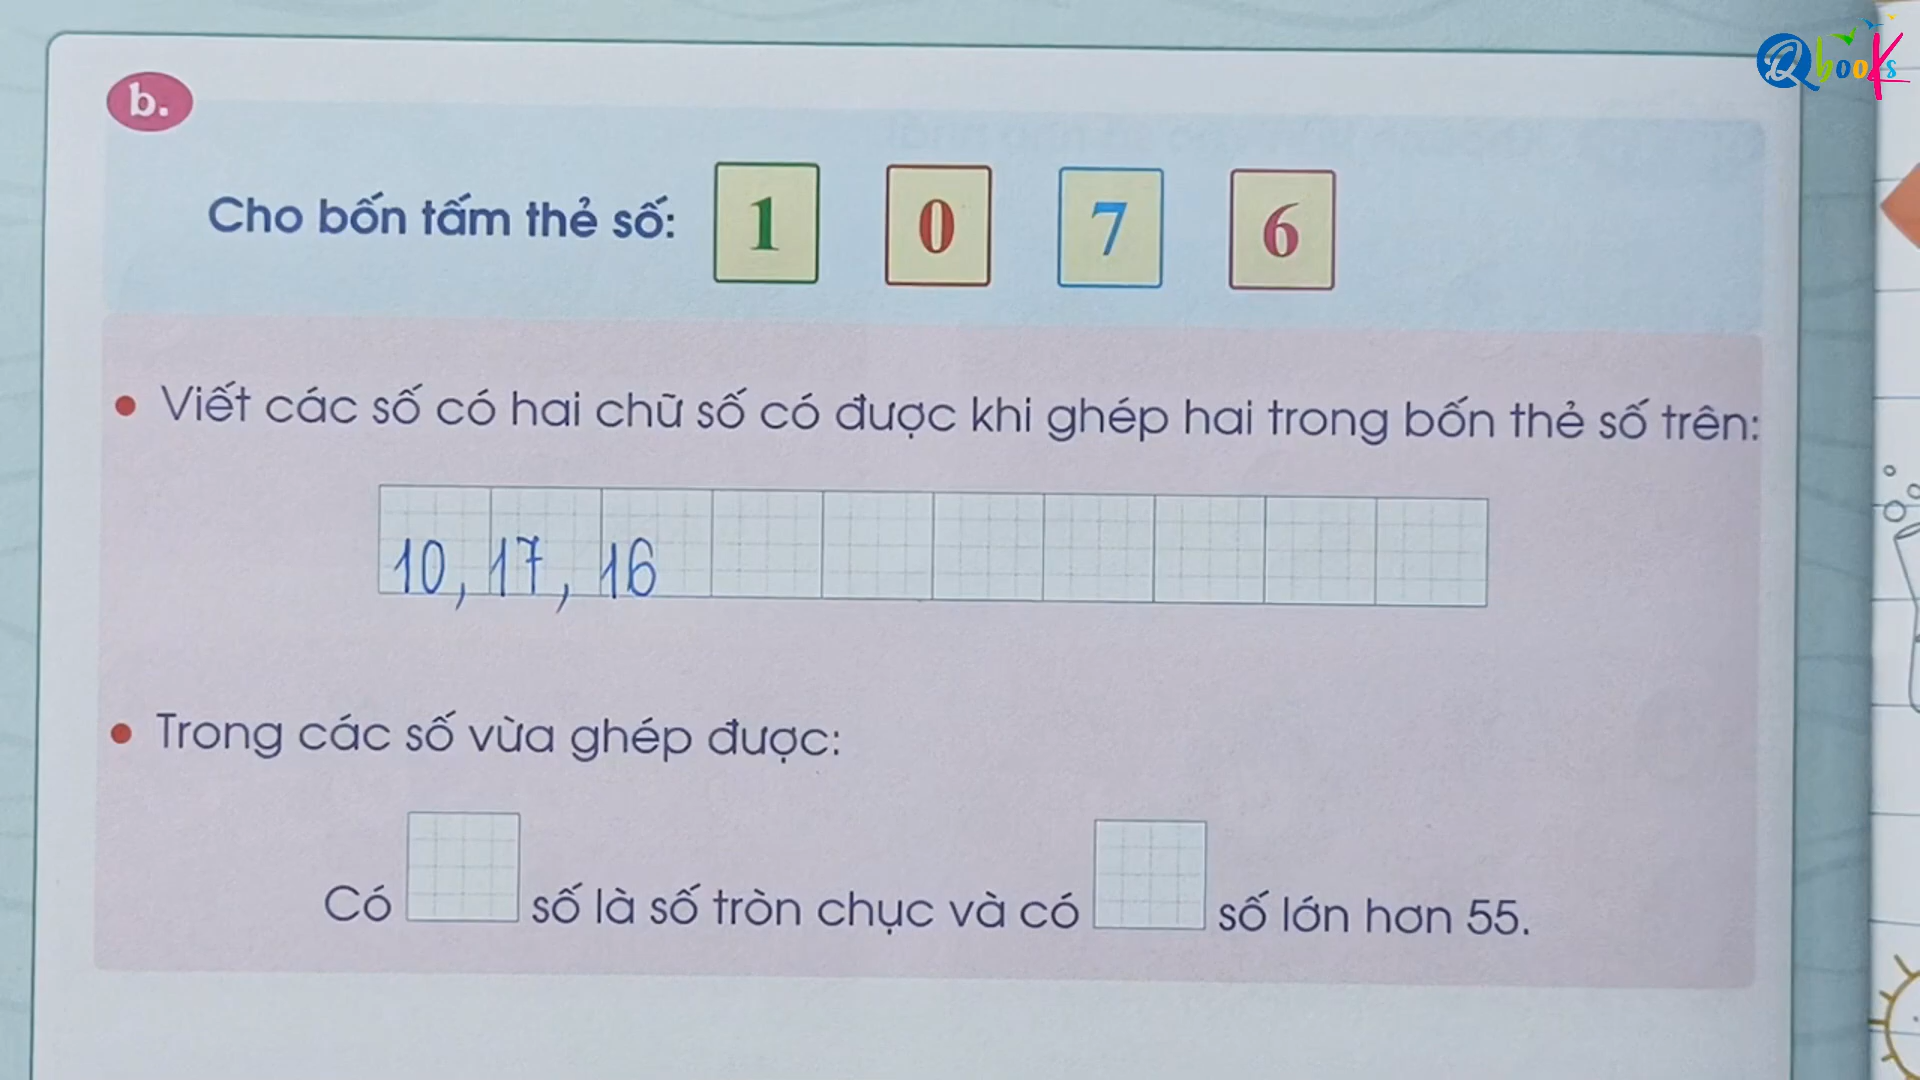 Qbooks
b.
Cho bốn tấm thẻ số: 1 0 7 6
• Viết các số có hai chữ số có được khi ghép hai trong bốn thẻ số trên:
10, 17, 16
• Trong các số vừa ghép được:
Có số là số tròn chục và có số lớn hơn 55.